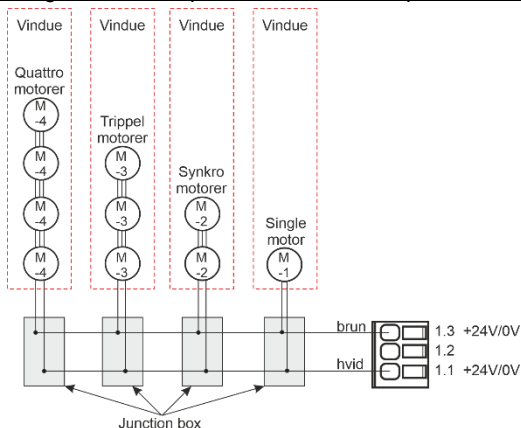 Vindue
Vindue
Vindue
Vindue
Quattro
motorer
M
-4
M
-4
M
-4
M
-4
Trippel
motorer
M
-3
M
-3
M
-3
Synkro
motorer
M
-2
M
-2
Single
motor
M
-1
brun
1.3 +24V/0V
1.2
hvid
1.1 +24V/0V
Junction box